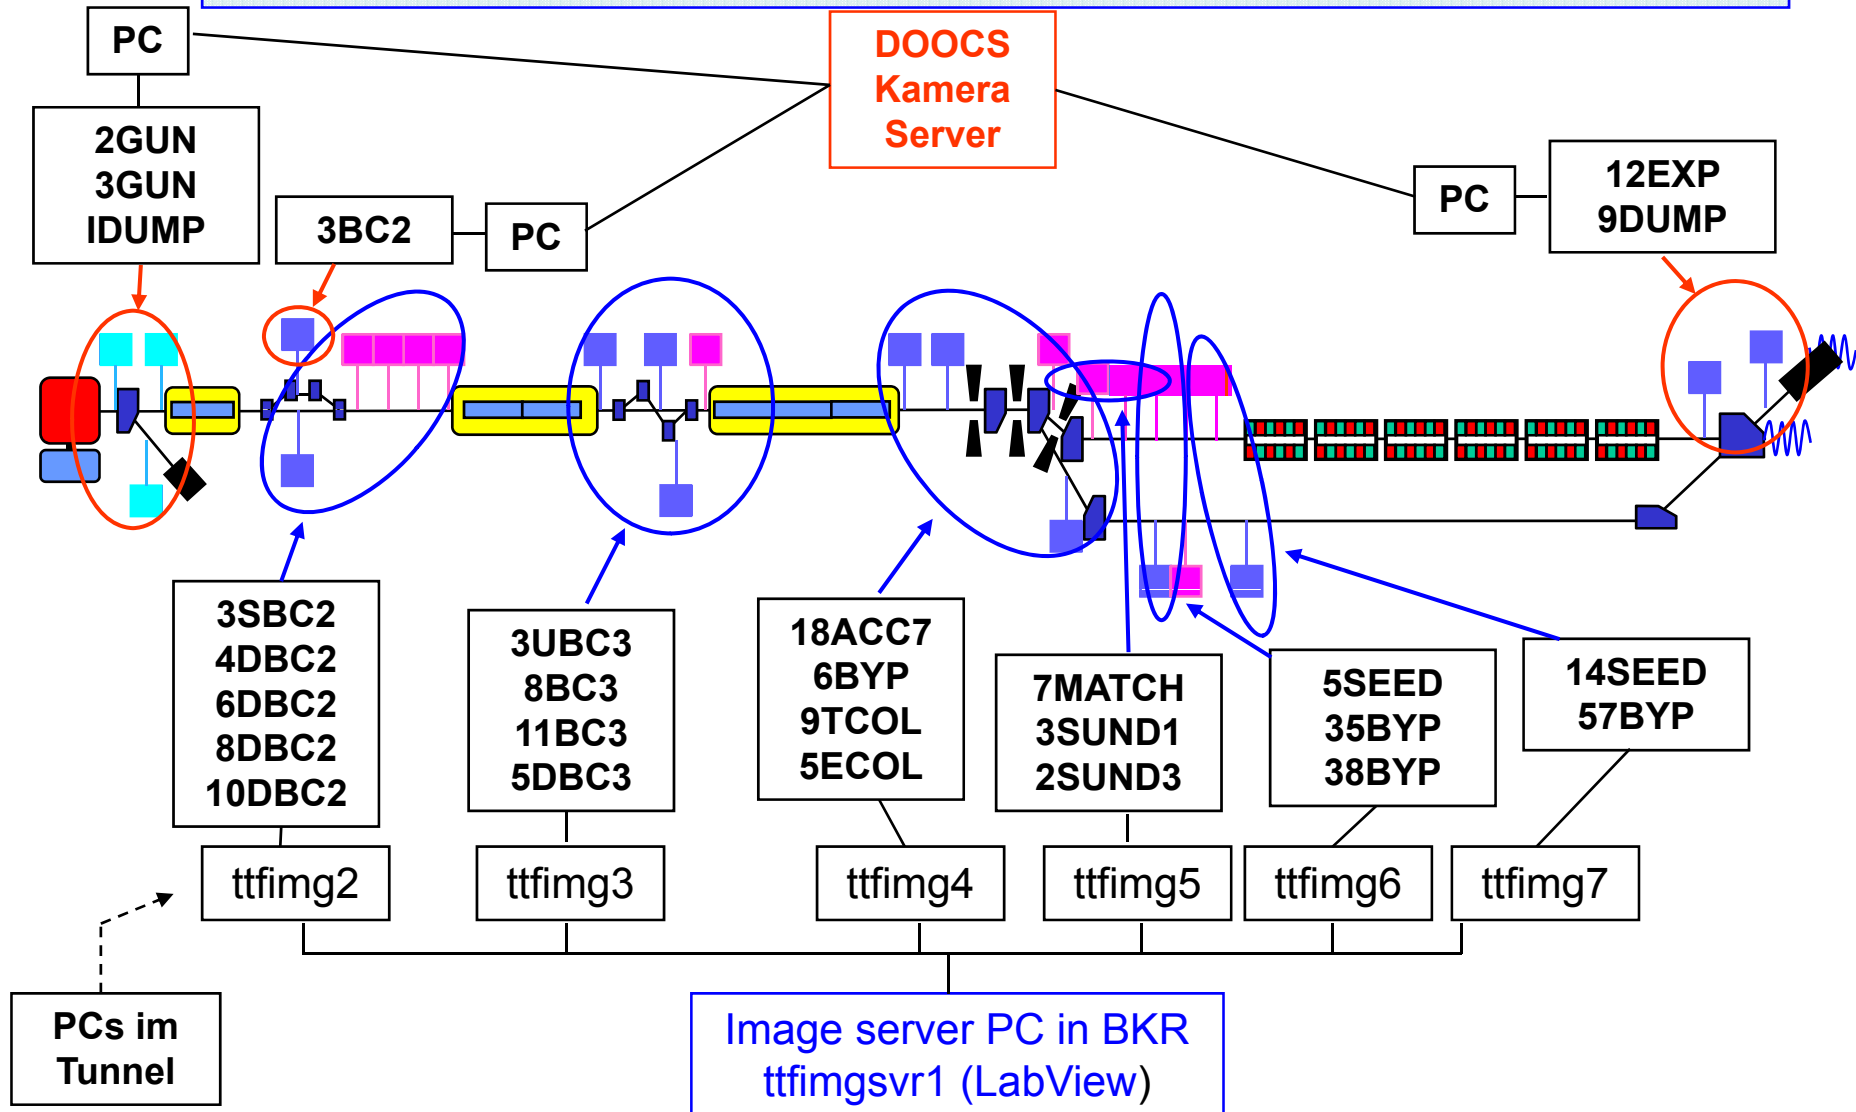 PC
DOOCS
Kamera
Server
2GUN
3GUN
IDUMP
3BC2
PC
PC
12EXP
9DUMP
3SBC2
4DBC2
6DBC2
8DBC2
10DBC2
3UBC3
8BC3
11BC3
5DBC3
18ACC7
6BYP
9TCOL
5ECOL
7MATCH
3SUND1
2SUND3
5SEED
35BYP
38BYP
14SEED
57BYP
ttfimg2
ttfimg3
ttfimg4
ttfimg5
ttfimg6
ttfimg7
PCs im
Tunnel
Image server PC in BKR
ttfimgsvr1 (LabView)